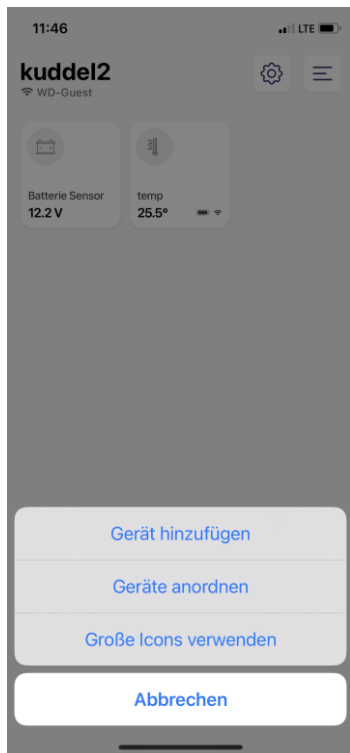 11:46
LTE
kuddel2
WD-Guest
Batterie Sensor
12.2 V
temp
25.5°
Gerät hinzufügen
Geräte anordnen
Große Icons verwenden
Abbrechen